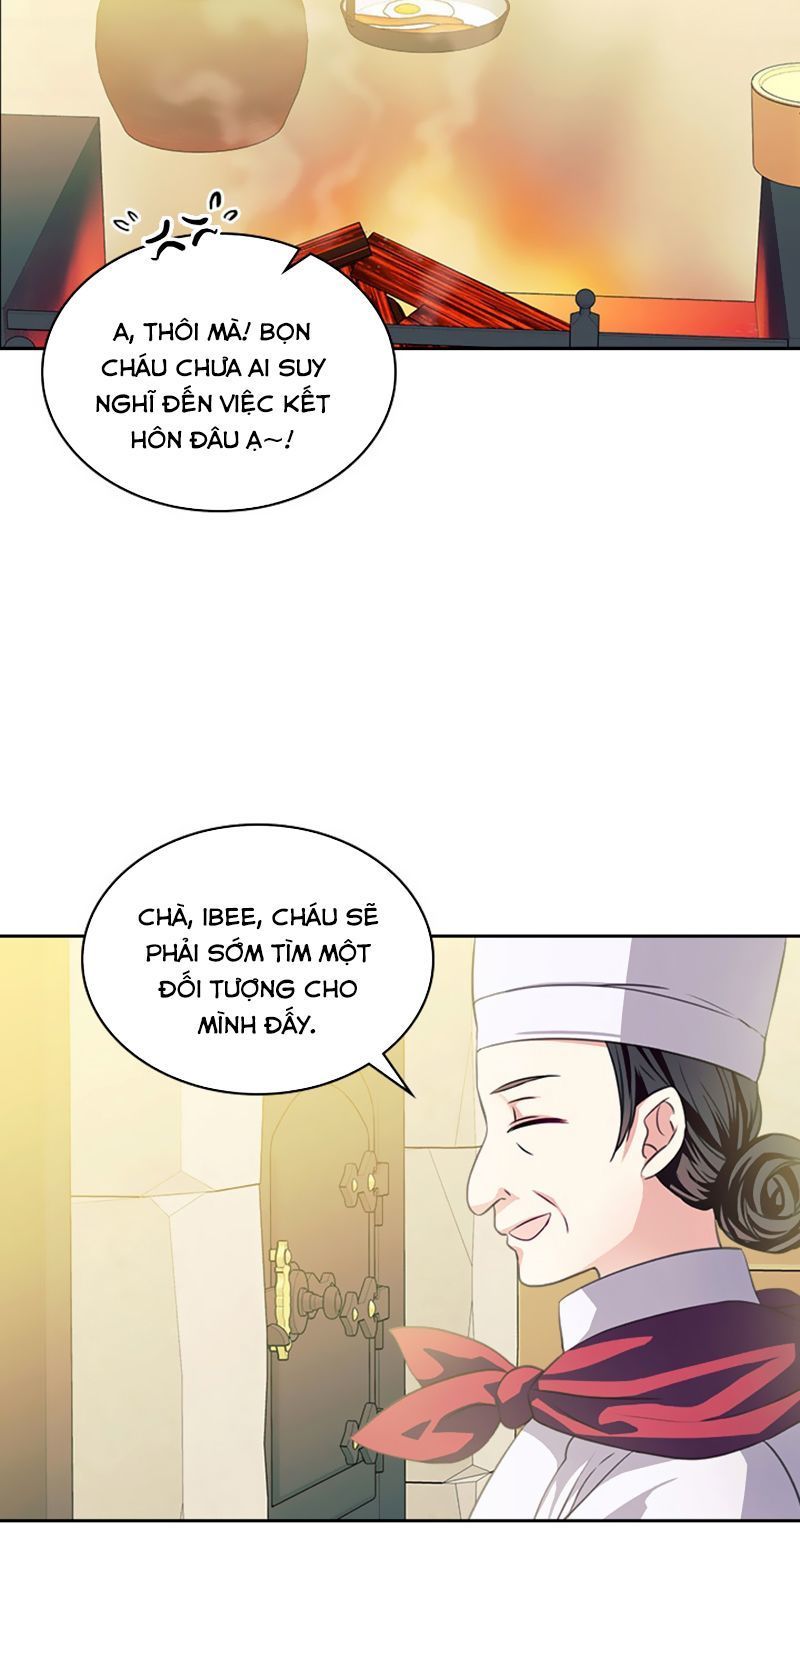 A, THÔI MÀ! BỌN
CHÁU CHƯA AI SUY
NGHĨ ĐẾN VIỆC KẾT
HÔN ĐÂU Ạ~!
CHÀ, IBEE, CHÁU SẼ
PHẢI SỚM TÌM MỘT
ĐỐI TƯỢNG CHO
MÌNH ĐẤY.